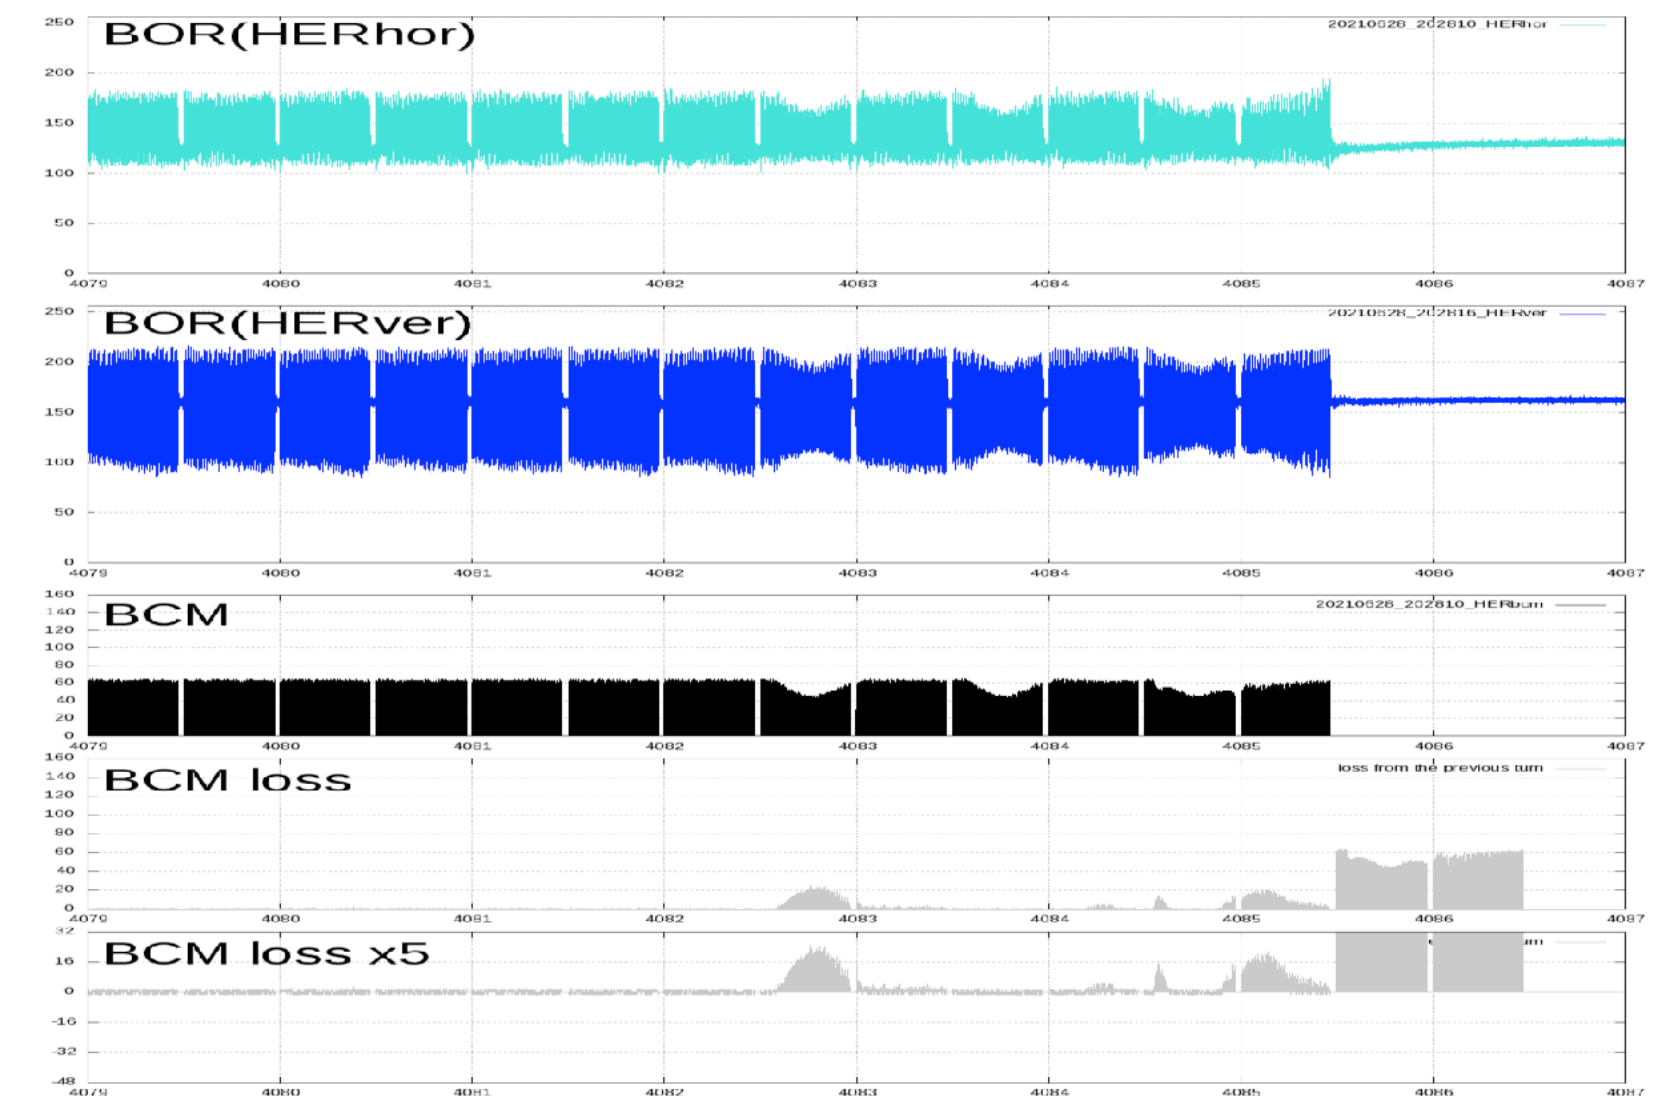 250
BOR(HERhor)
20210628_202810_HERhor
200
150
100
50
0
4079 4080 4081 4082 4083 4084 4085 4086 4087
250
BOR(HERver)
20210628_202816_HERver
200
150
100
50
0
4079 4080 4081 4082 4083 4084 4085 4086 4087
160
BCM
20210628_202810_HERbcm
140
120
100
80
60
40
20
0
4079 4080 4081 4082 4083 4084 4085 4086 4087
160
BCM loss
loss from the previous turn
140
120
100
80
60
40
20
0
4079 4080 4081 4082 4083 4084 4085 4086 4087
32
BCM loss x5
16
0
-16
-32
-48
4079 4080 4081 4082 4083 4084 4085 4086 4087